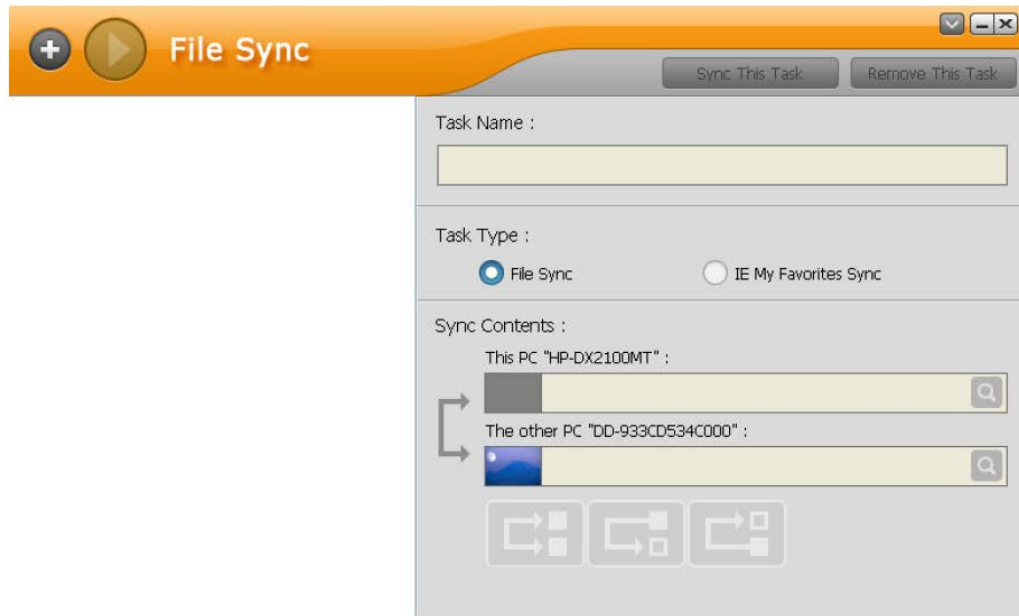 File Sync
Sync This Task
Remove This Task
Task Name :
Task Type :
File Sync
IE My Favorites Sync
Sync Contents :
This PC "HP-DX2100MT" :
The other PC "DD-933CD534C000" :